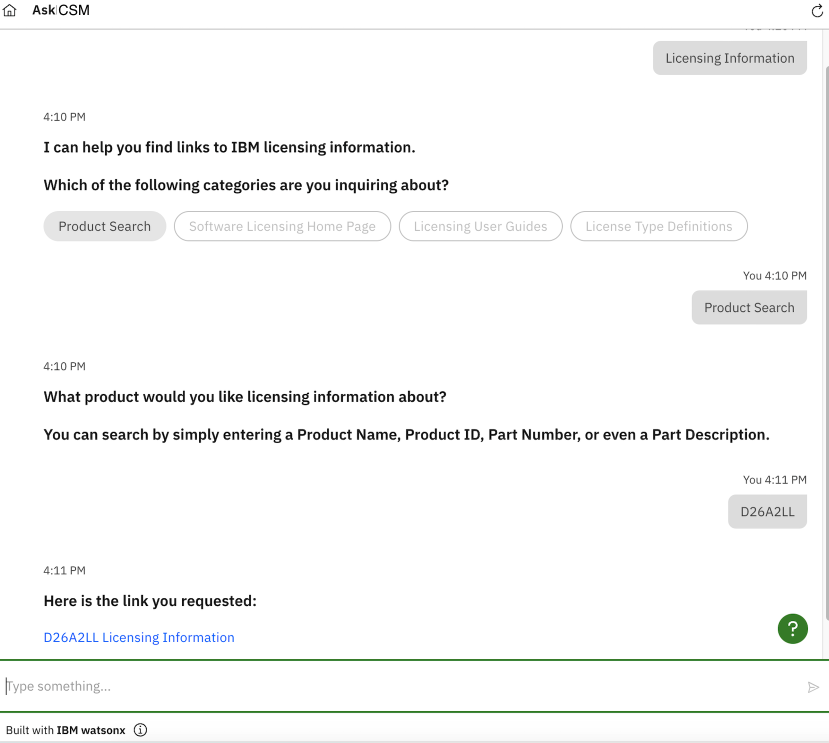 Ask CSM
Licensing Information
4:10 PM
I can help you find links to IBM licensing information.
Which of the following categories are you inquiring about?
Product Search
Software Licensing Home Page
Licensing User Guides
License Type Definitions
You 4:10 PM
Product Search
4:10 PM
What product would you like licensing information about?
You can search by simply entering a Product Name, Product ID, Part Number, or even a Part Description.
You 4:11 PM
D26A2LL
4:11 PM
Here is the link you requested:
D26A2LL Licensing Information
?
Type something...
Built with IBM watsonx